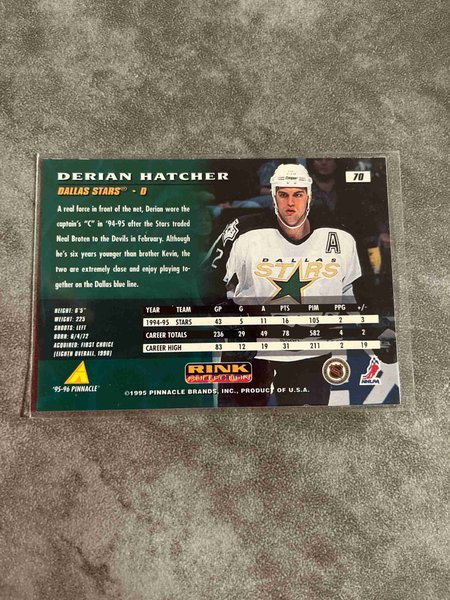 DERIAN HATCHER
70
DALLAS STARS® - D
A real force in front of the net, Derian wore the
captain's "C" in '94-95 after the Stars traded
Neal Broten to the Devils in February. Although
he's six years younger than brother Kevin, the
two are extremely close and enjoy playing to-
gether on the Dallas blue line.
A
2
DALLAS
STARS
HEIGHT: 6'5"
WEIGHT: 225
SHOOTS: LEFT
BORN: 6/4/72
ACQUIRED: FIRST CHOICE
(EIGHTH OVERALL, 1990)
YEAR TEAM GP G A PTS PIM PPG +/-
1994-95 STARS 43 5 11 16 105 2 3
CAREER TOTALS 236 29 49 78 582 4 2
CAREER HIGH 83 12 19 31 211 2 19
'95-96 PINNACLE
RINK
COLLECTION
NHLPA
©1995 PINNACLE BRANDS, INC., PRODUCT OF U.S.A.